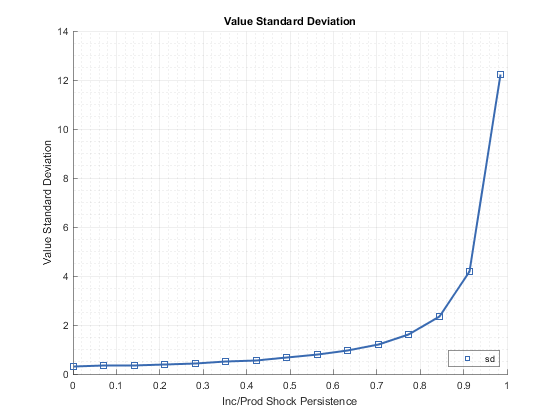 Value Standard Deviation
14
12
10
8
6
4
2
0
Value Standard Deviation
0 0.1 0.2 0.3 0.4 0.5 0.6 0.7 0.8 0.9 1
Inc/Prod Shock Persistence
sd